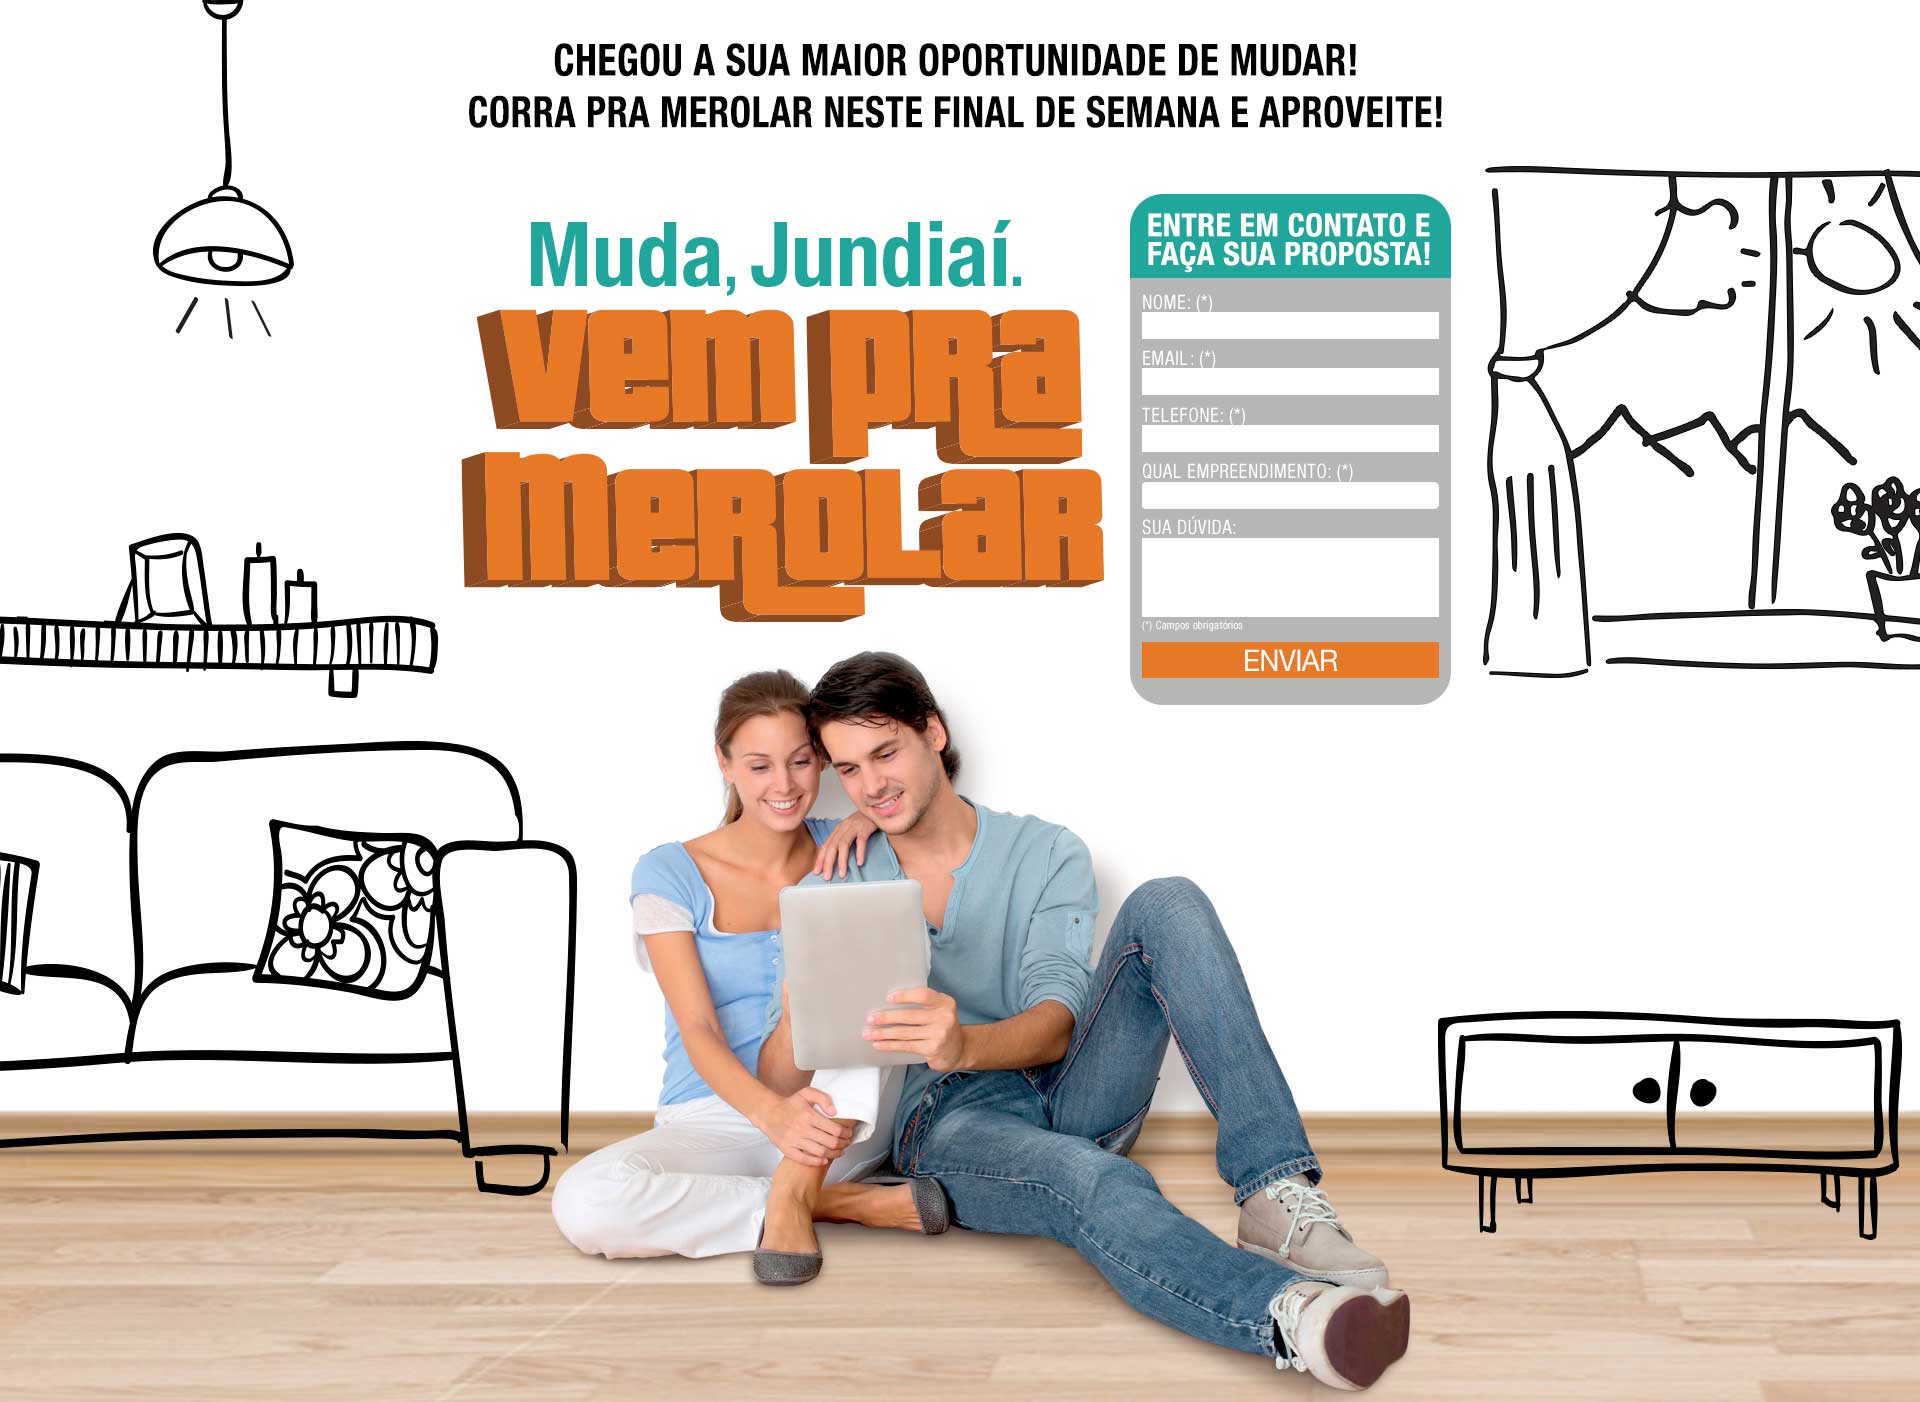 CHEGOU A SUA MAIOR OPORTUNIDADE DE MUDAR!
CORRA PRA MEROLAR NESTE FINAL DE SEMANA E APROVEITE!
Muda, Jundiaí.
vem pra
merolar
ENTRE EM CONTATO E
FAÇA SUA PROPOSTA!
NOME: (*)
EMAIL: (*)
TELEFONE: (*)
QUAL EMPREENDIMENTO: (*)
SUA DÚVIDA:
(*) Campos obrigatórios
ENVIAR